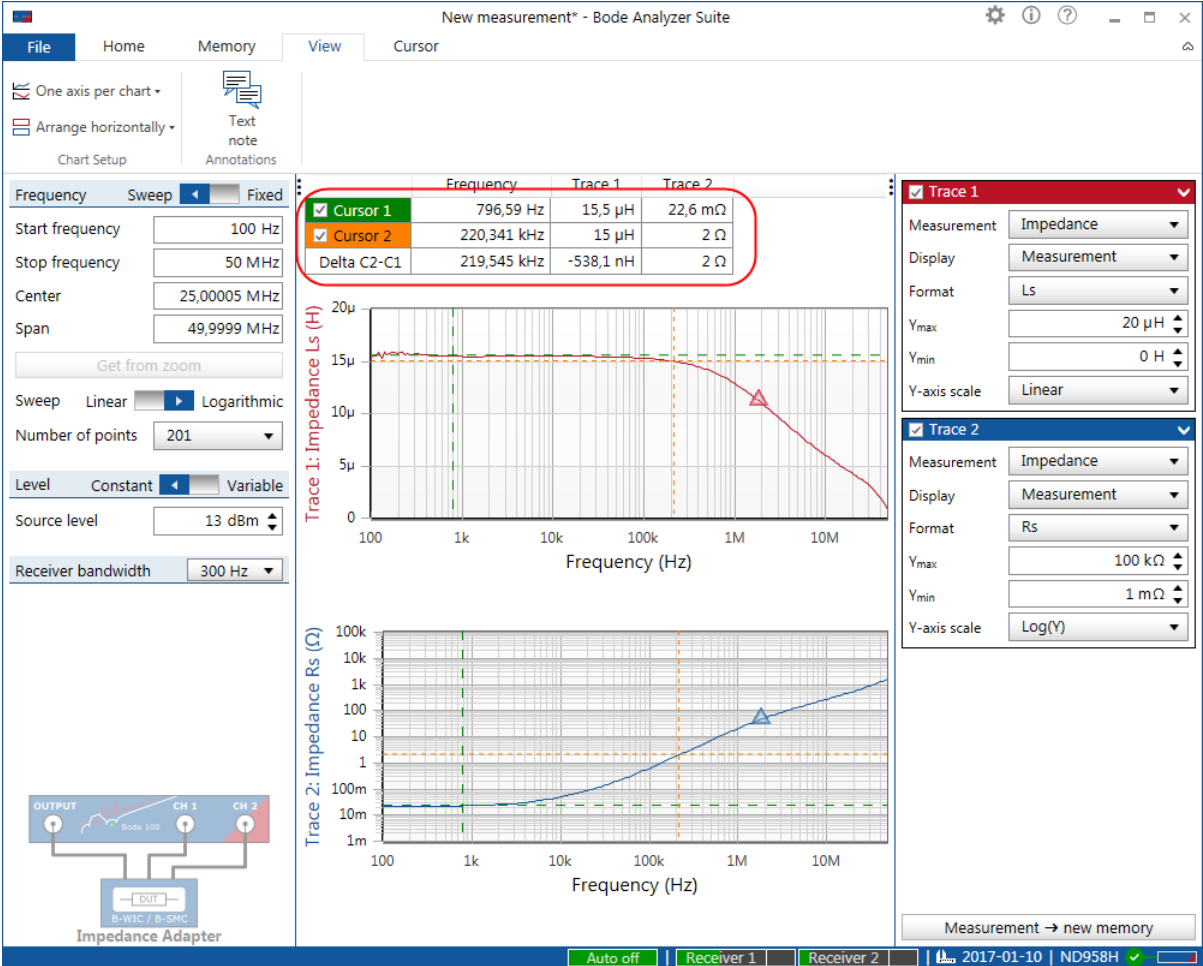 New measurement* - Bode Analyzer Suite
File Home Memory View Cursor
One axis per chart
Arrange horizontally
Chart Setup
Text
note
Annotations
Frequency Sweep Fixed
Start frequency 100 Hz
Stop frequency 50 MHz
Center 25,00005 MHz
Span 49,9999 MHz
Get from zoom
Sweep Linear Logarithmic
Number of points 201
Level Constant Variable
Source level 13 dBm
Receiver bandwidth 300 Hz
OUTPUT CH 1 CH 2
Bode 100
DUT
B-WIC / B-SMC
Impedance Adapter
Frequency Trace 1 Trace 2
Cursor 1 796,59 Hz 15,5 µH 22,6 mΩ
Cursor 2 220,341 kHz 15 µH 2 Ω
Delta C2-C1 219,545 kHz -538,1 nH 2 Ω
Trace 1: Impedance Ls (H)
20µ
15µ
10µ
5µ
0
100 1k 10k 100k 1M 10M
Frequency (Hz)
Trace 2: Impedance Rs (Ω)
100k
10k
1k
100
10
1
100m
10m
1m
100 1k 10k 100k 1M 10M
Frequency (Hz)
Trace 1
Measurement Impedance
Display Measurement
Format Ls
Ymax 20 µH
Ymin 0 H
Y-axis scale Linear
Trace 2
Measurement Impedance
Display Measurement
Format Rs
Ymax 100 kΩ
Ymin 1 mΩ
Y-axis scale Log(Y)
Measurement → new memory
Auto off | Receiver 1 Receiver 2 | 2017-01-10 | ND958H